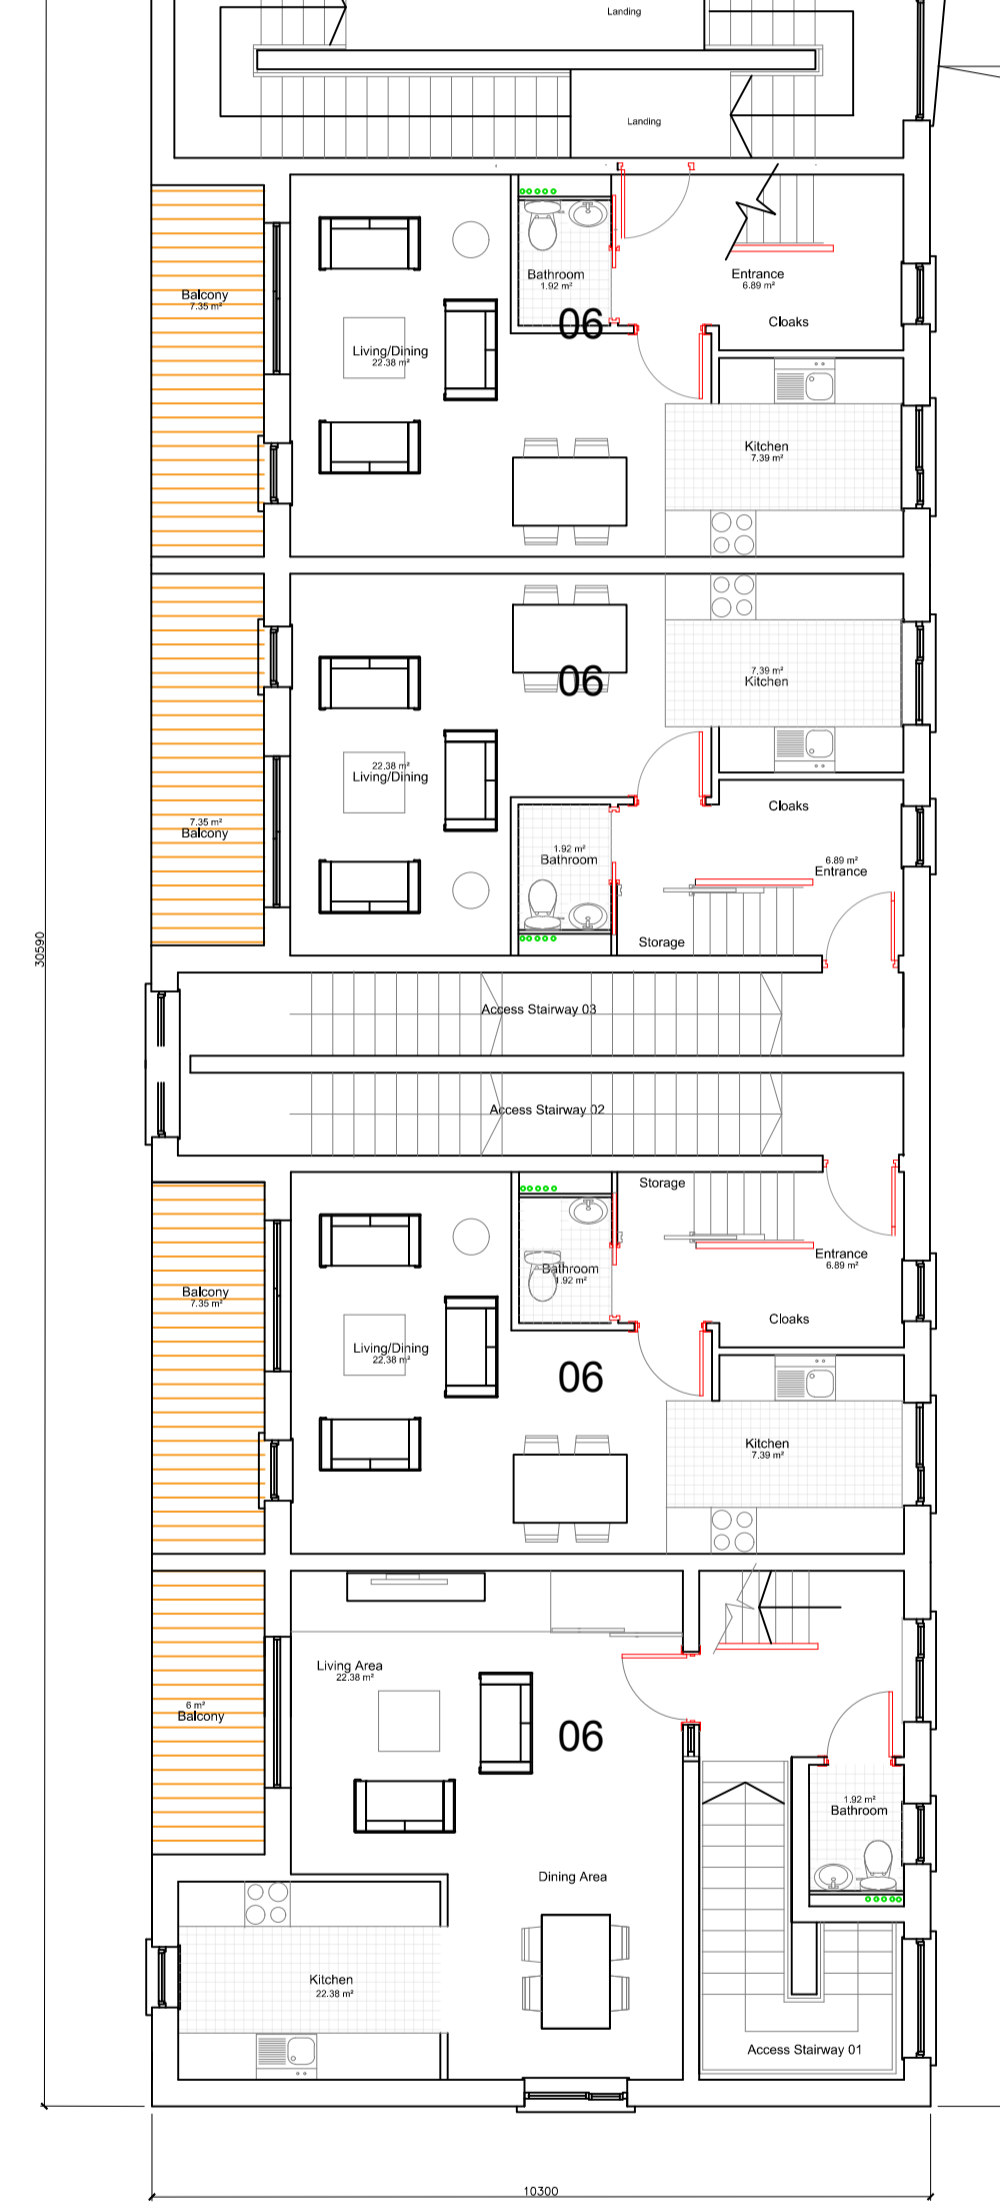 Landing
Landing
Balcony
7.35 m²
Bathroom
1.92 m²
Entrance
6.89 m²
Cloaks
06
Living/Dining
22.38 m²
Kitchen
7.39 m²
06
7.39 m²
Kitchen
22.38 m²
Living/Dining
7.35 m²
Balcony
Cloaks
1.92 m²
Bathroom
6.89 m²
Entrance
Storage
30590
Access Stairway 03
Access Stairway 02
Storage
Entrance
6.89 m²
Bathroom
1.92 m²
Balcony
7.35 m²
Cloaks
Living/Dining
22.38 m²
06
Kitchen
7.39 m²
Living Area
22.38 m²
6 m²
Balcony
06
1.92 m²
Bathroom
Dining Area
Kitchen
22.38 m²
Access Stairway 01
10300